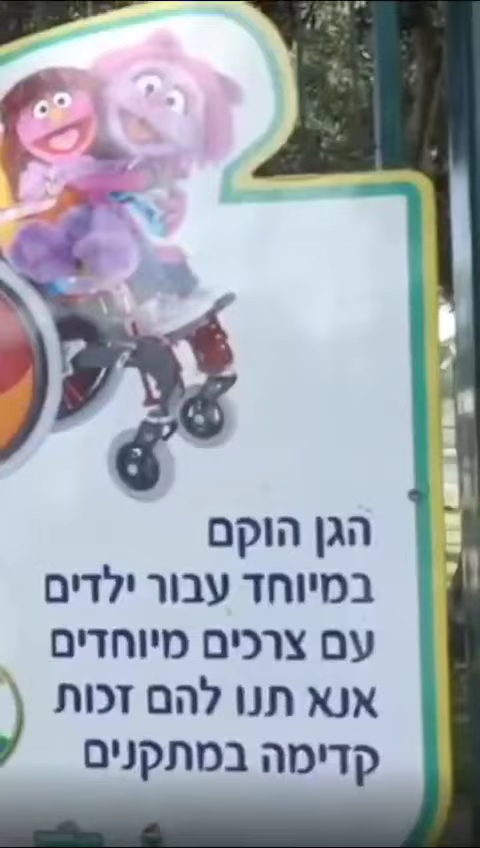 הגן הוקם
במיוחד עבור ילדים
עם צרכים מיוחדים
אנא תנו להם זכות
קדימה במתקנים